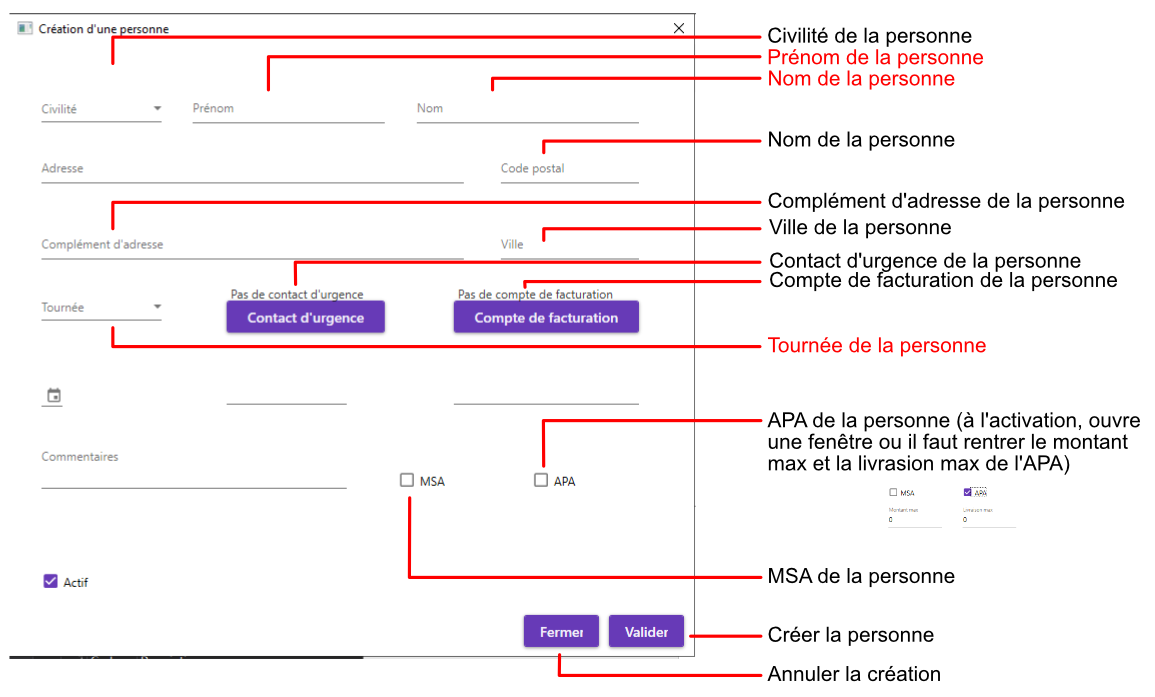 Création d'une personne
Civilité de la personne
Prénom de la personne
Nom de la personne
Civilité
Prénom
Nom
Nom de la personne
Adresse
Code postal
Complément d'adresse de la personne
Ville de la personne
Complément d'adresse
Ville
Contact d'urgence de la personne
Compte de facturation de la personne
Pas de contact d'urgence
Pas de compte de facturation
Tournée
Contact d'urgence
Compte de facturation
Tournée de la personne
APA de la personne (à l'activation, ouvre
une fenêtre ou il faut rentrer le montant
max et la livrasion max de l'APA)
Commentaires
MSA
APA
MSA
APA
Montant max
Livraison max
0
0
MSA de la personne
Actif
Fermer
Valider
Créer la personne
Annuler la création